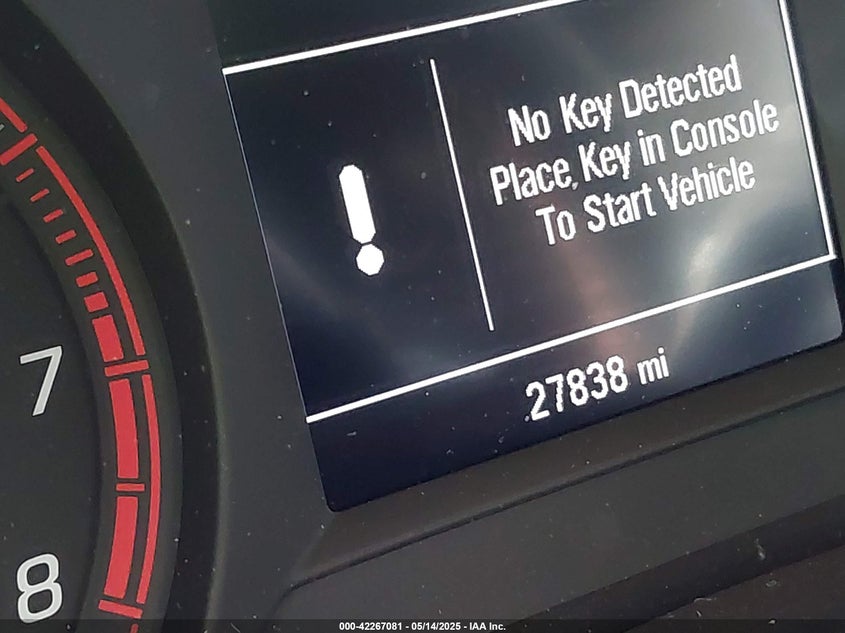 No Key Detected
Place Key in Console
To Start Vehicle
27838 mi
7
8
000-42267081 - 05/14/2025 - IAA Inc.